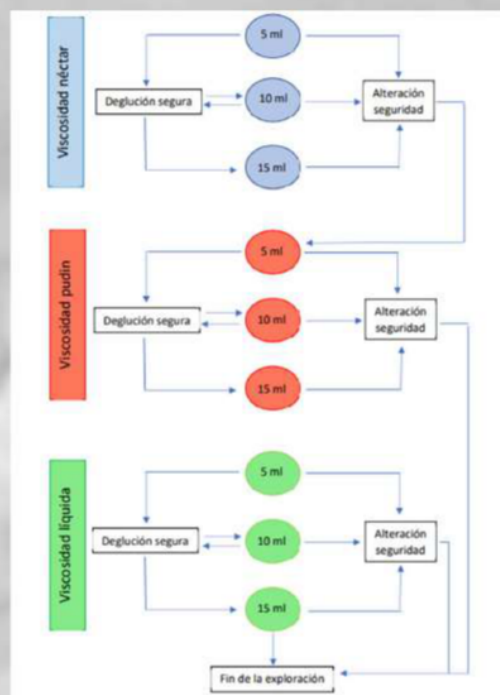 Viscosidad néctar
5 ml
Deglución segura
10 ml
Alteración
seguridad
15 ml
Viscosidad pudin
5 ml
Deglución segura
10 ml
Alteración
seguridad
15 ml
Viscosidad líquida
5 ml
Deglución segura
10 ml
Alteración
seguridad
15 ml
Fin de la exploración